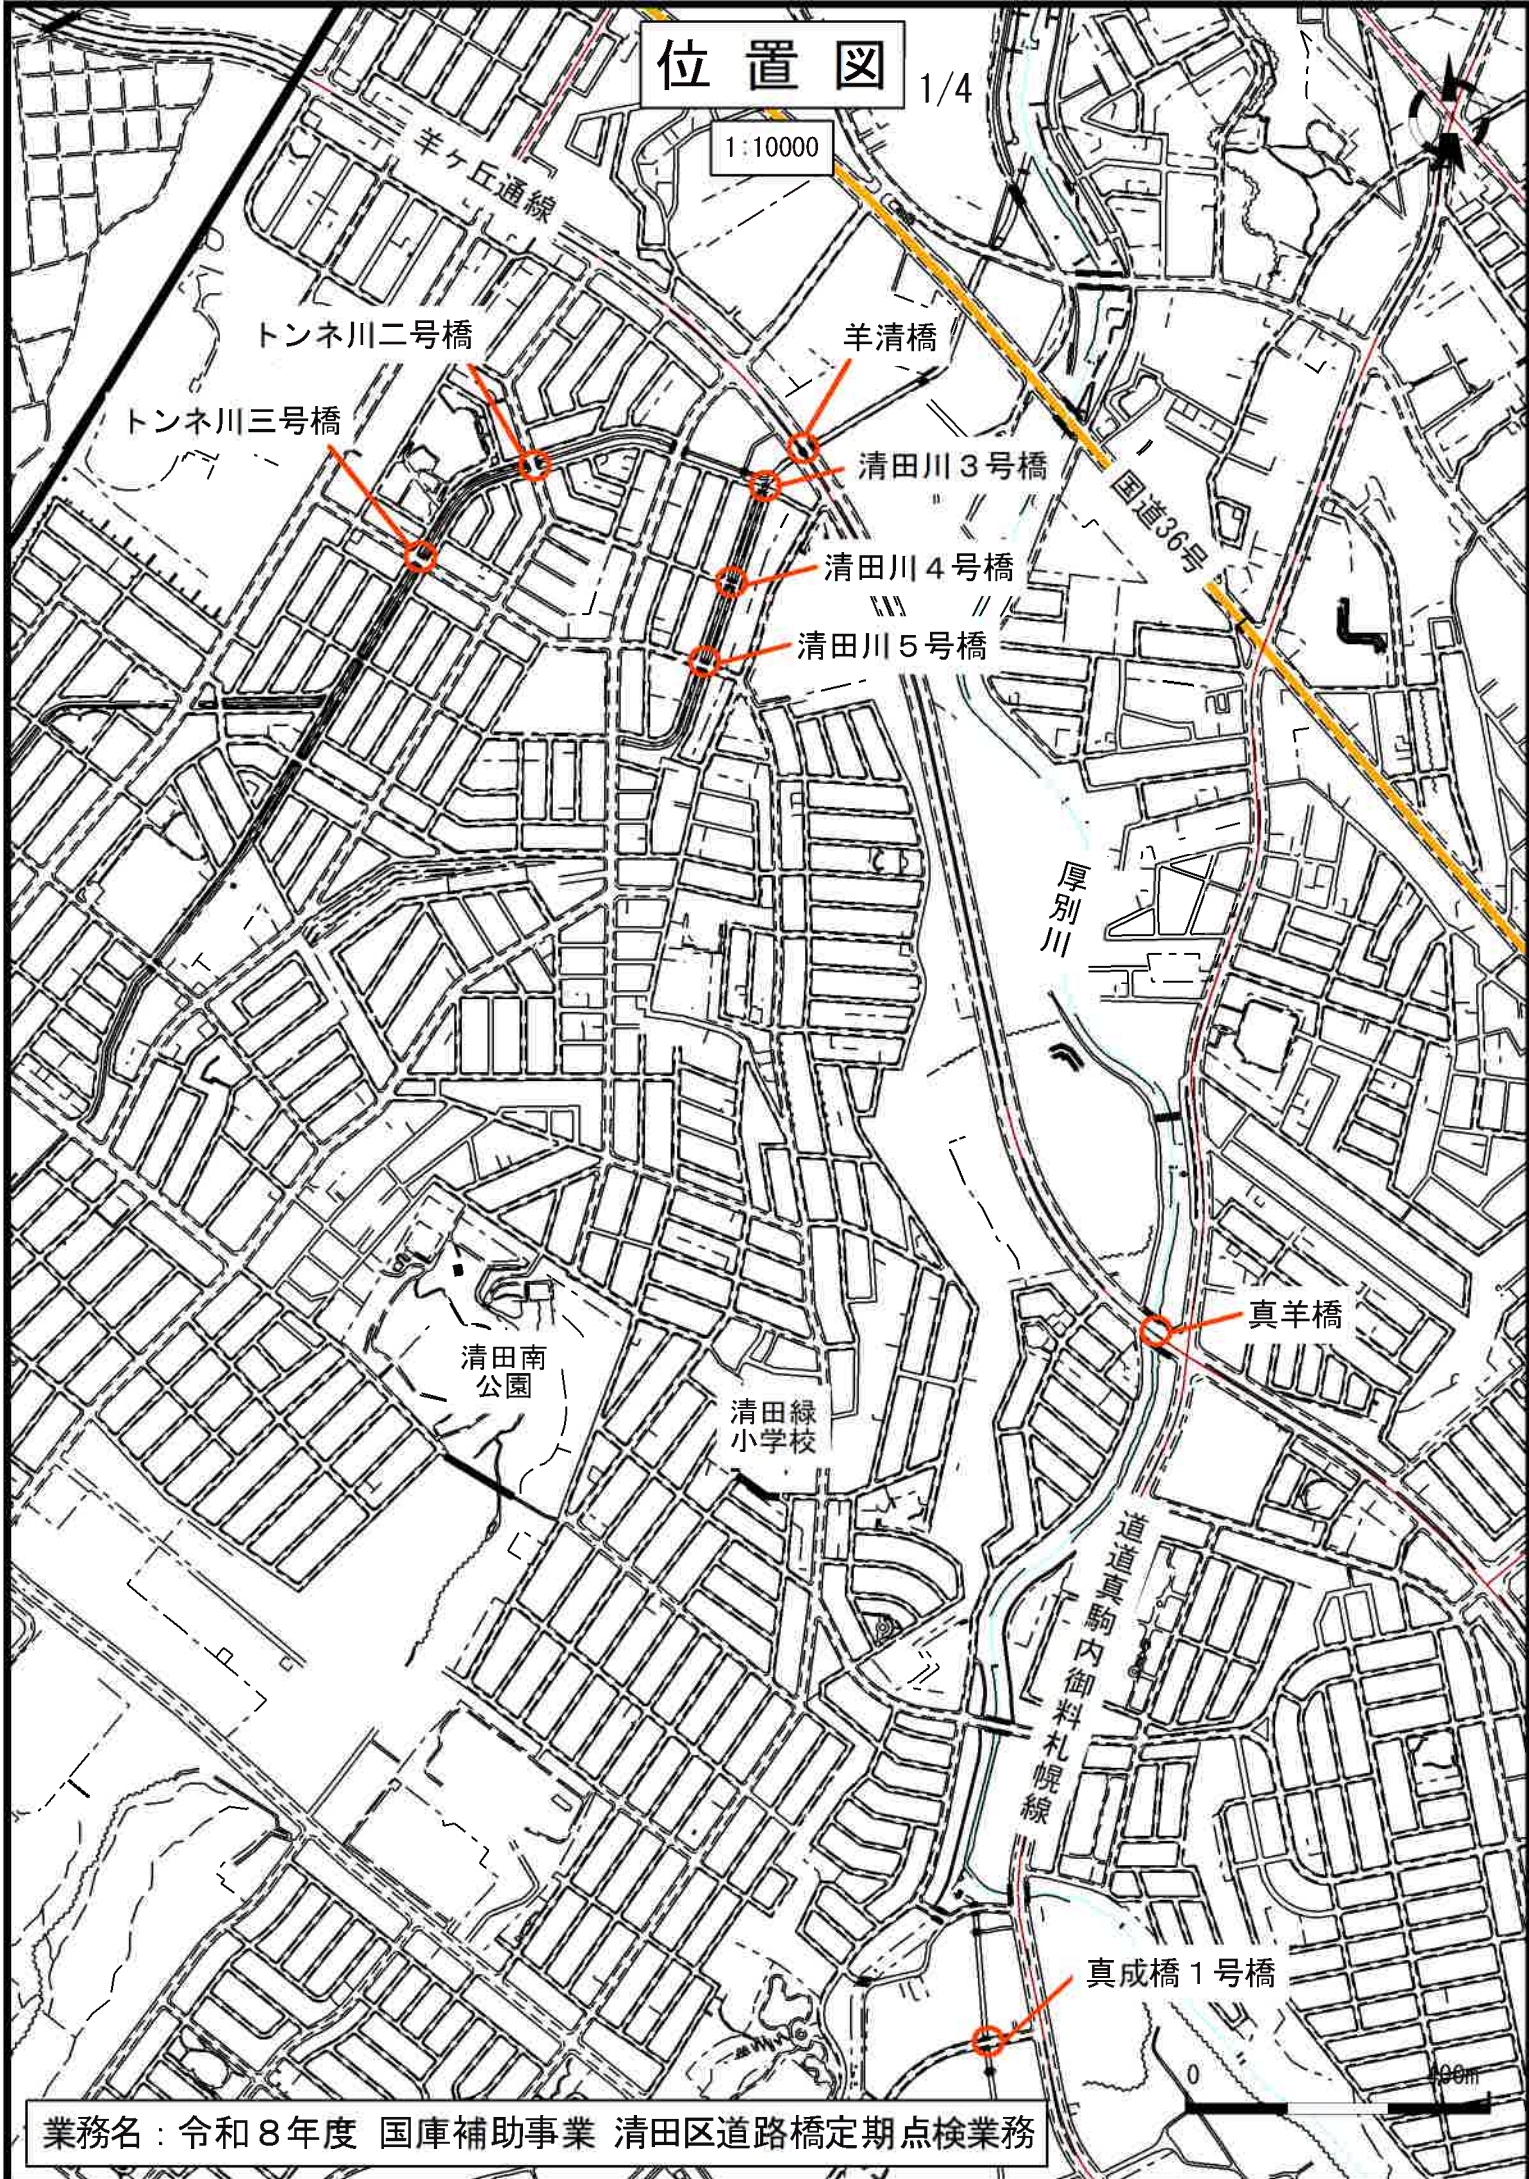 位置図 1/4
1:10000
羊ヶ丘通線
トンネ川二号橋
羊清橋
トンネ川三号橋
清田川3号橋
国道36号
清田川4号橋
清田川5号橋
厚別川
真羊橋
清田南
公園
清田緑
小学校
道道真駒内御料札幌線
真成橋1号橋
0
業務名:令和8年度 国庫補助事業 清田区道路橋定期点検業務